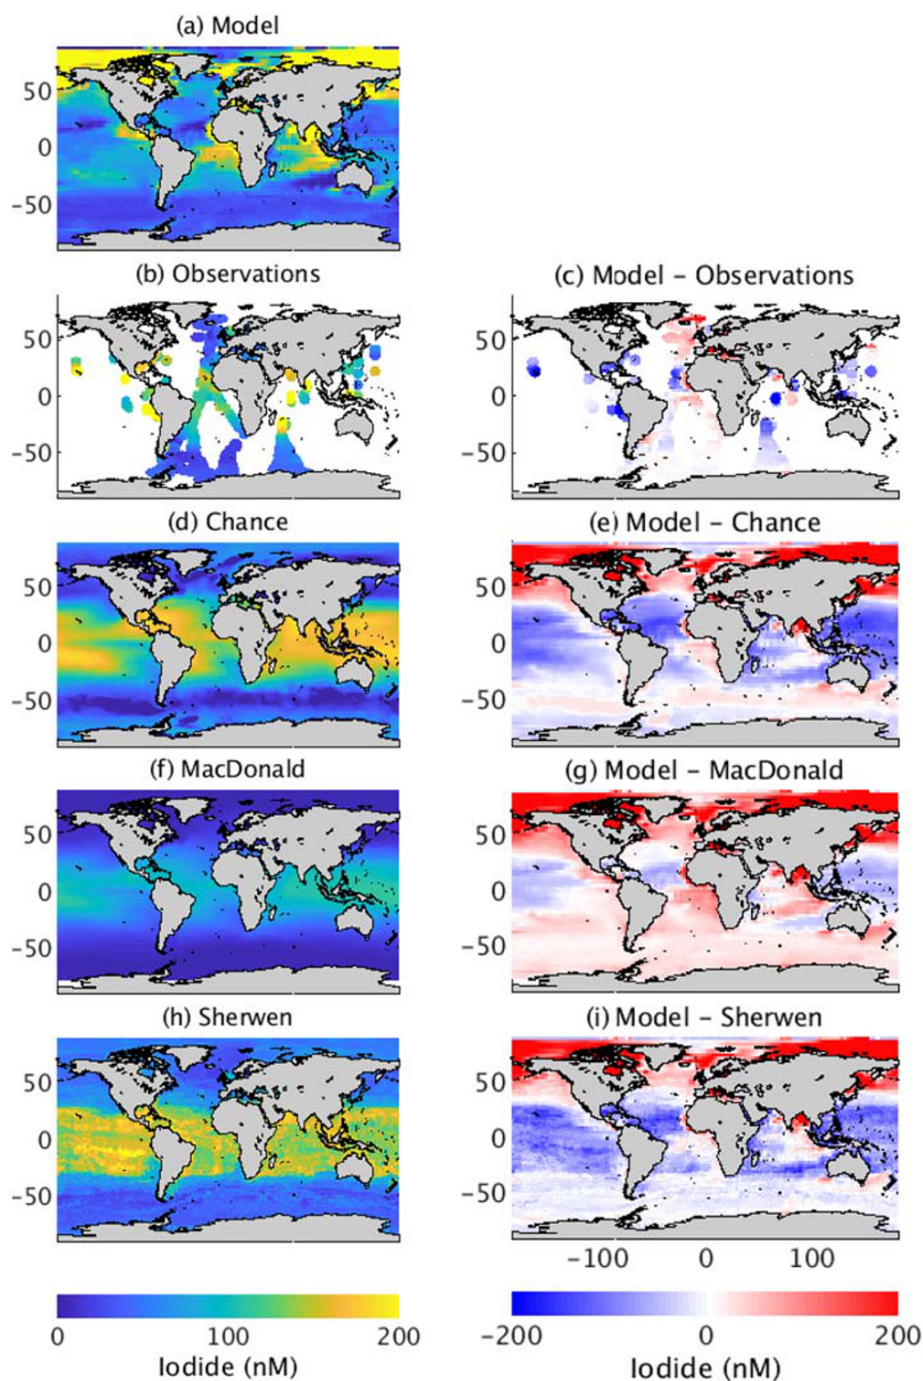 (a) Model
50
0
-50
(b) Observations
(c) Model - Observations
50
0
-50
50
0
-50
(d) Chance
(e) Model - Chance
50
0
-50
50
0
-50
(f) MacDonald
(g) Model - MacDonald
50
0
-50
50
0
-50
(h) Sherwen
(i) Model - Sherwen
50
0
-50
50
0
-50
-100 0 100
0 100 200
-200 0 200
Iodide (nM)
Iodide (nM)